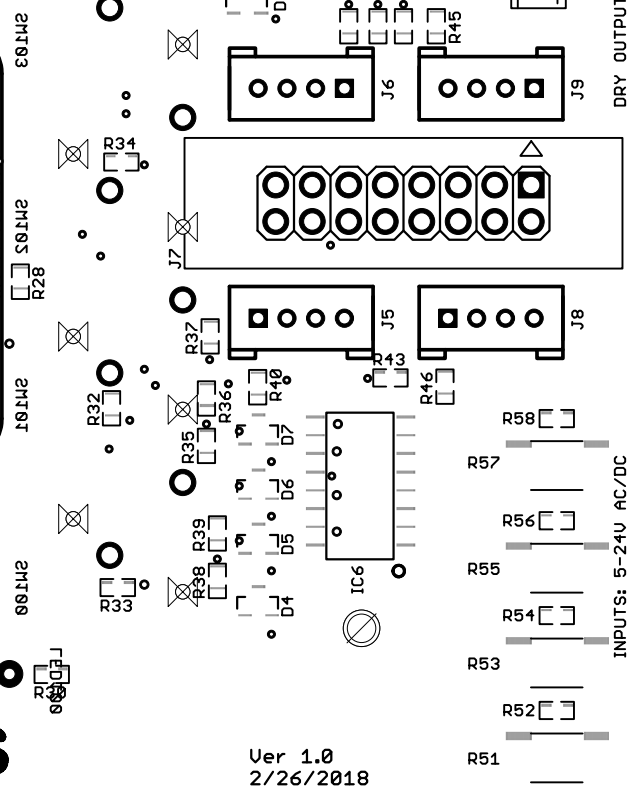 SW103
R45
DRY OUTPUT
J6
J9
R34
SW102
J7
R28
R37
J5
J8
R43
R40
R46
R36
R32
SW101
R35
D7
R58
R57
D6
R56
INPUTS: 5-24V AC/DC
R39
D5
R55
R38
IC6
SW100
R33
D4
R54
R53
LED100
R30
R52
Ver 1.0
R51
2/26/2018